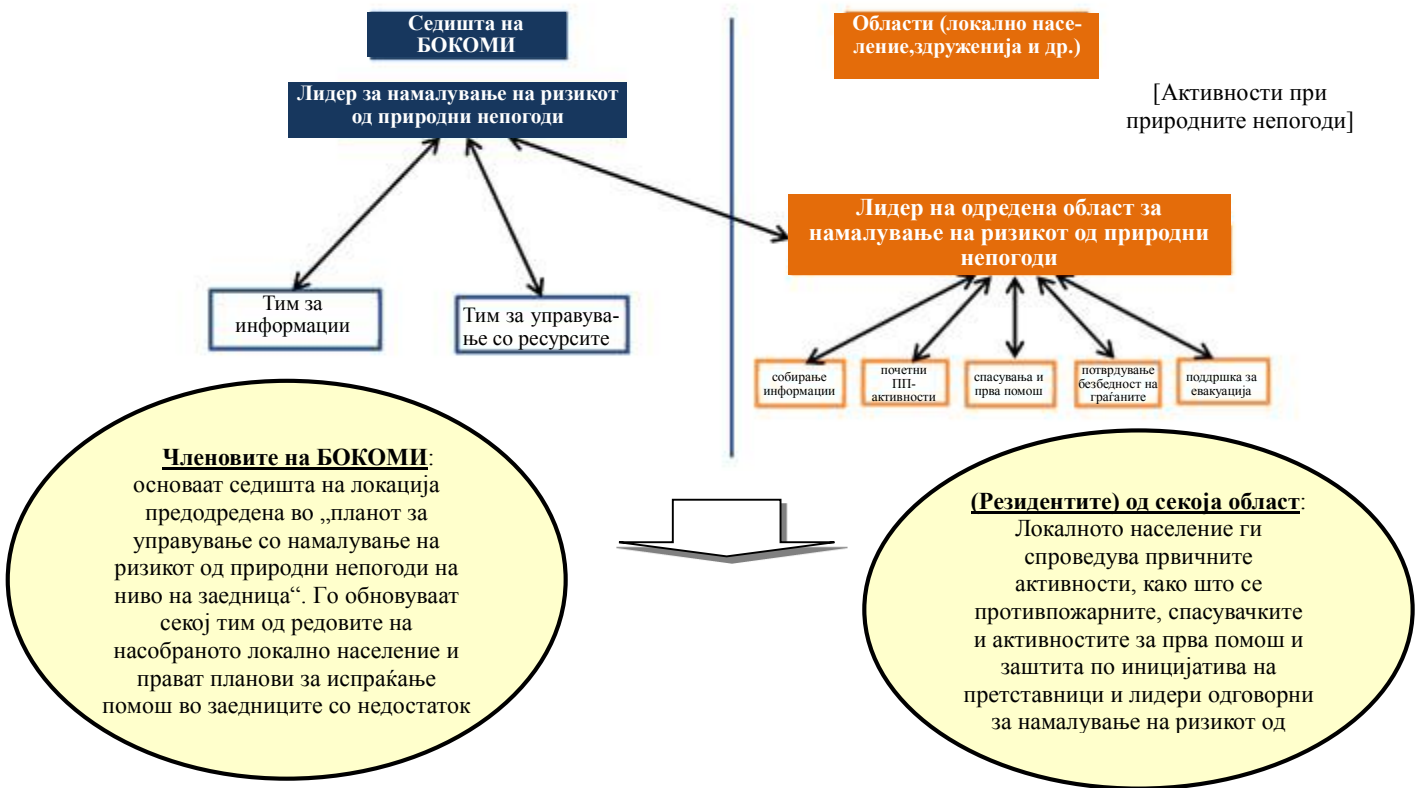 Седишта на
БОКОМИ
Области (локално насе-
ление,здруженија и др.)
Лидер за намалување на ризикот
од природни непогоди
[Активности при
природните непогоди]
Лидер на одредена област за
намалување на ризикот од природни
непогоди
Тим за
информации
Тим за управува-
ње со ресурсите
собирање
информации
почетни
ПП-
активности
спасувања и
прва помош
потврдување
безбедност на
граѓаните
поддршка за
евакуација
Членовите на БОКОМИ:
основаат седишта на локација
предодредена во „планот за
управување со намалување на
ризикот од природни непогоди на
ниво на заедница“. Го обновуваат
секој тим од редовите на
насобраното локално население и
прават планови за испраќање
помош во заедниците со недостаток
(Резидентите) од секоја област:
Локалното население ги
спроведува првичните
активности, како што се
противпожарните, спасувачките
и активностите за прва помош и
заштита по иницијатива на
претставници и лидери одговорни
за намалување на ризикот од